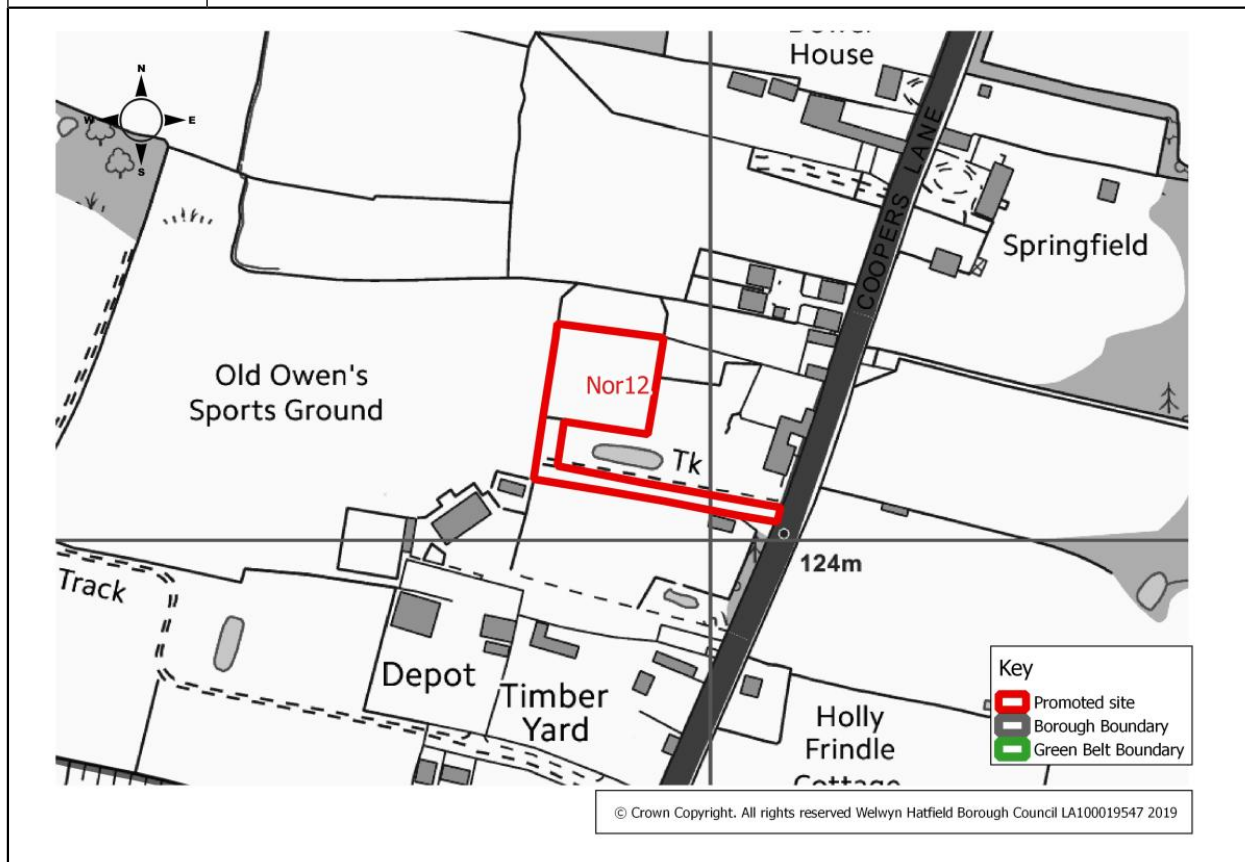 House
N
W
E
S
COOPERS LANE
Springfield
Old Owen's
Sports Ground
Nor12
Tk
124m
Track
Depot
Timber
Yard
Holly
Frindle
Cottage
Key
Promoted site
Borough Boundary
Green Belt Boundary
© Crown Copyright. All rights reserved Welwyn Hatfield Borough Council LA100019547 2019